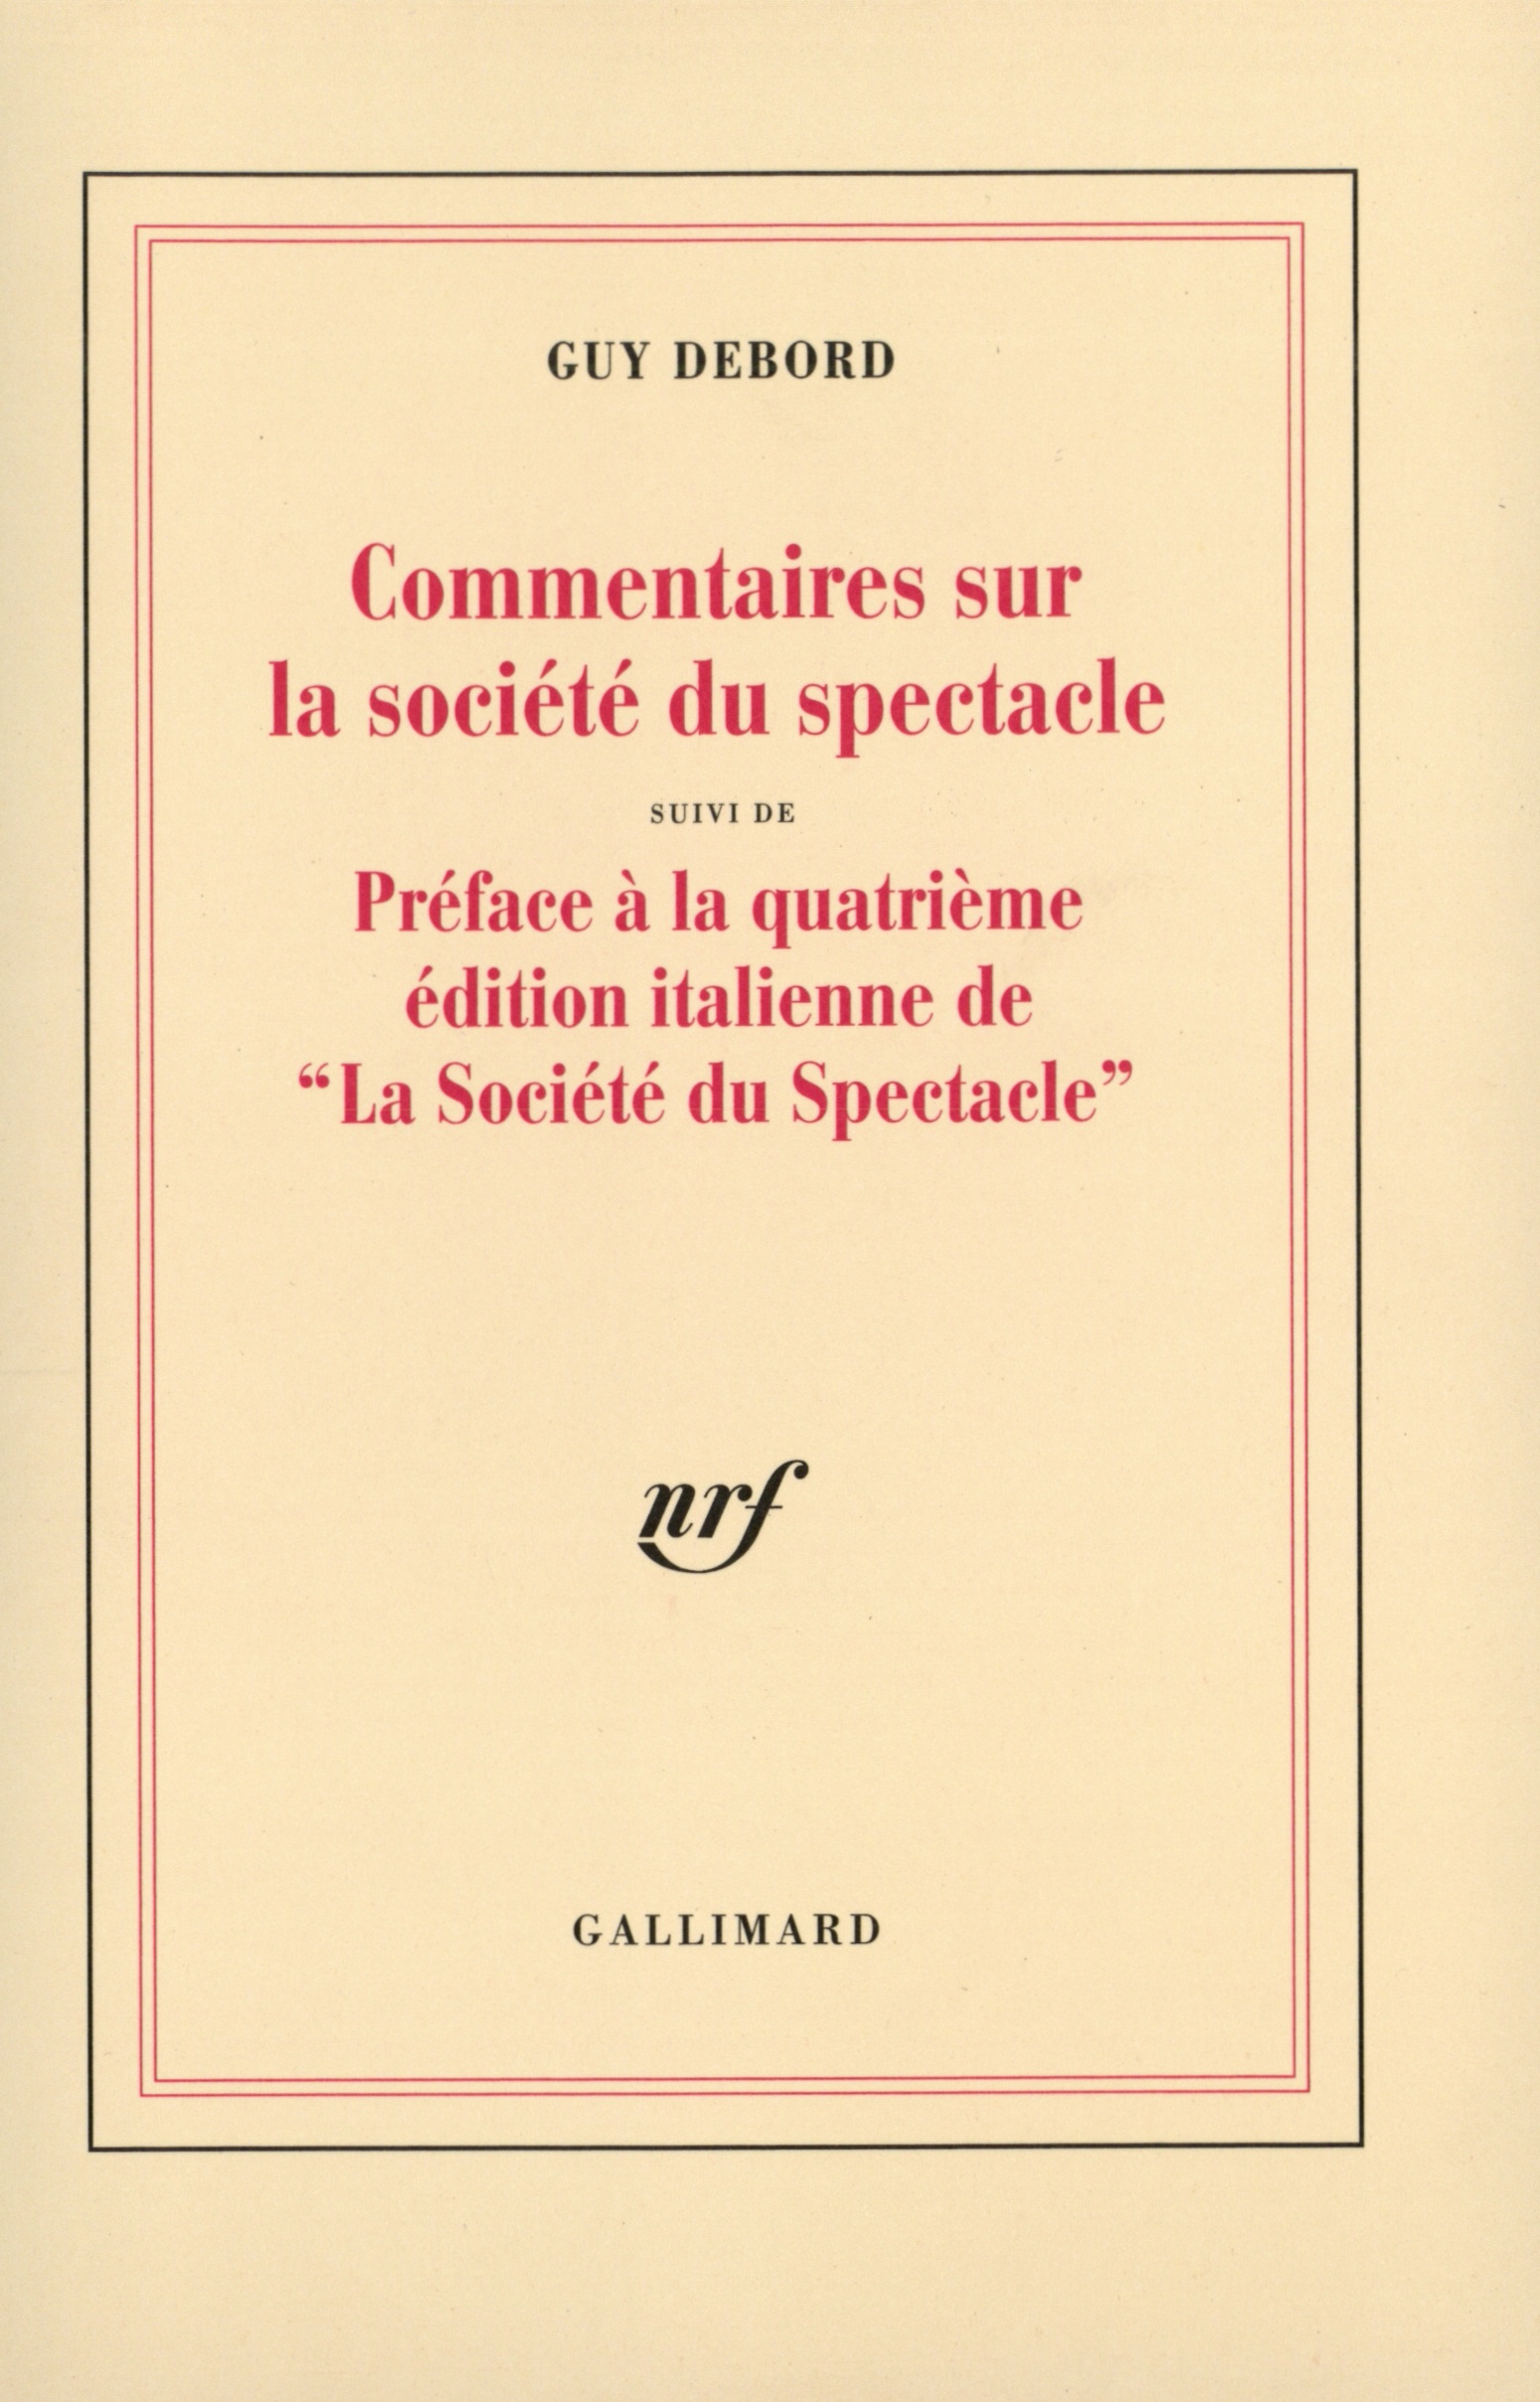 GUY DEBORD
Commentaires sur
la société du spectacle
SUIVI DE
Préface à la quatrième
édition italienne de
“La Société du Spectacle”
nrf
GALLIMARD